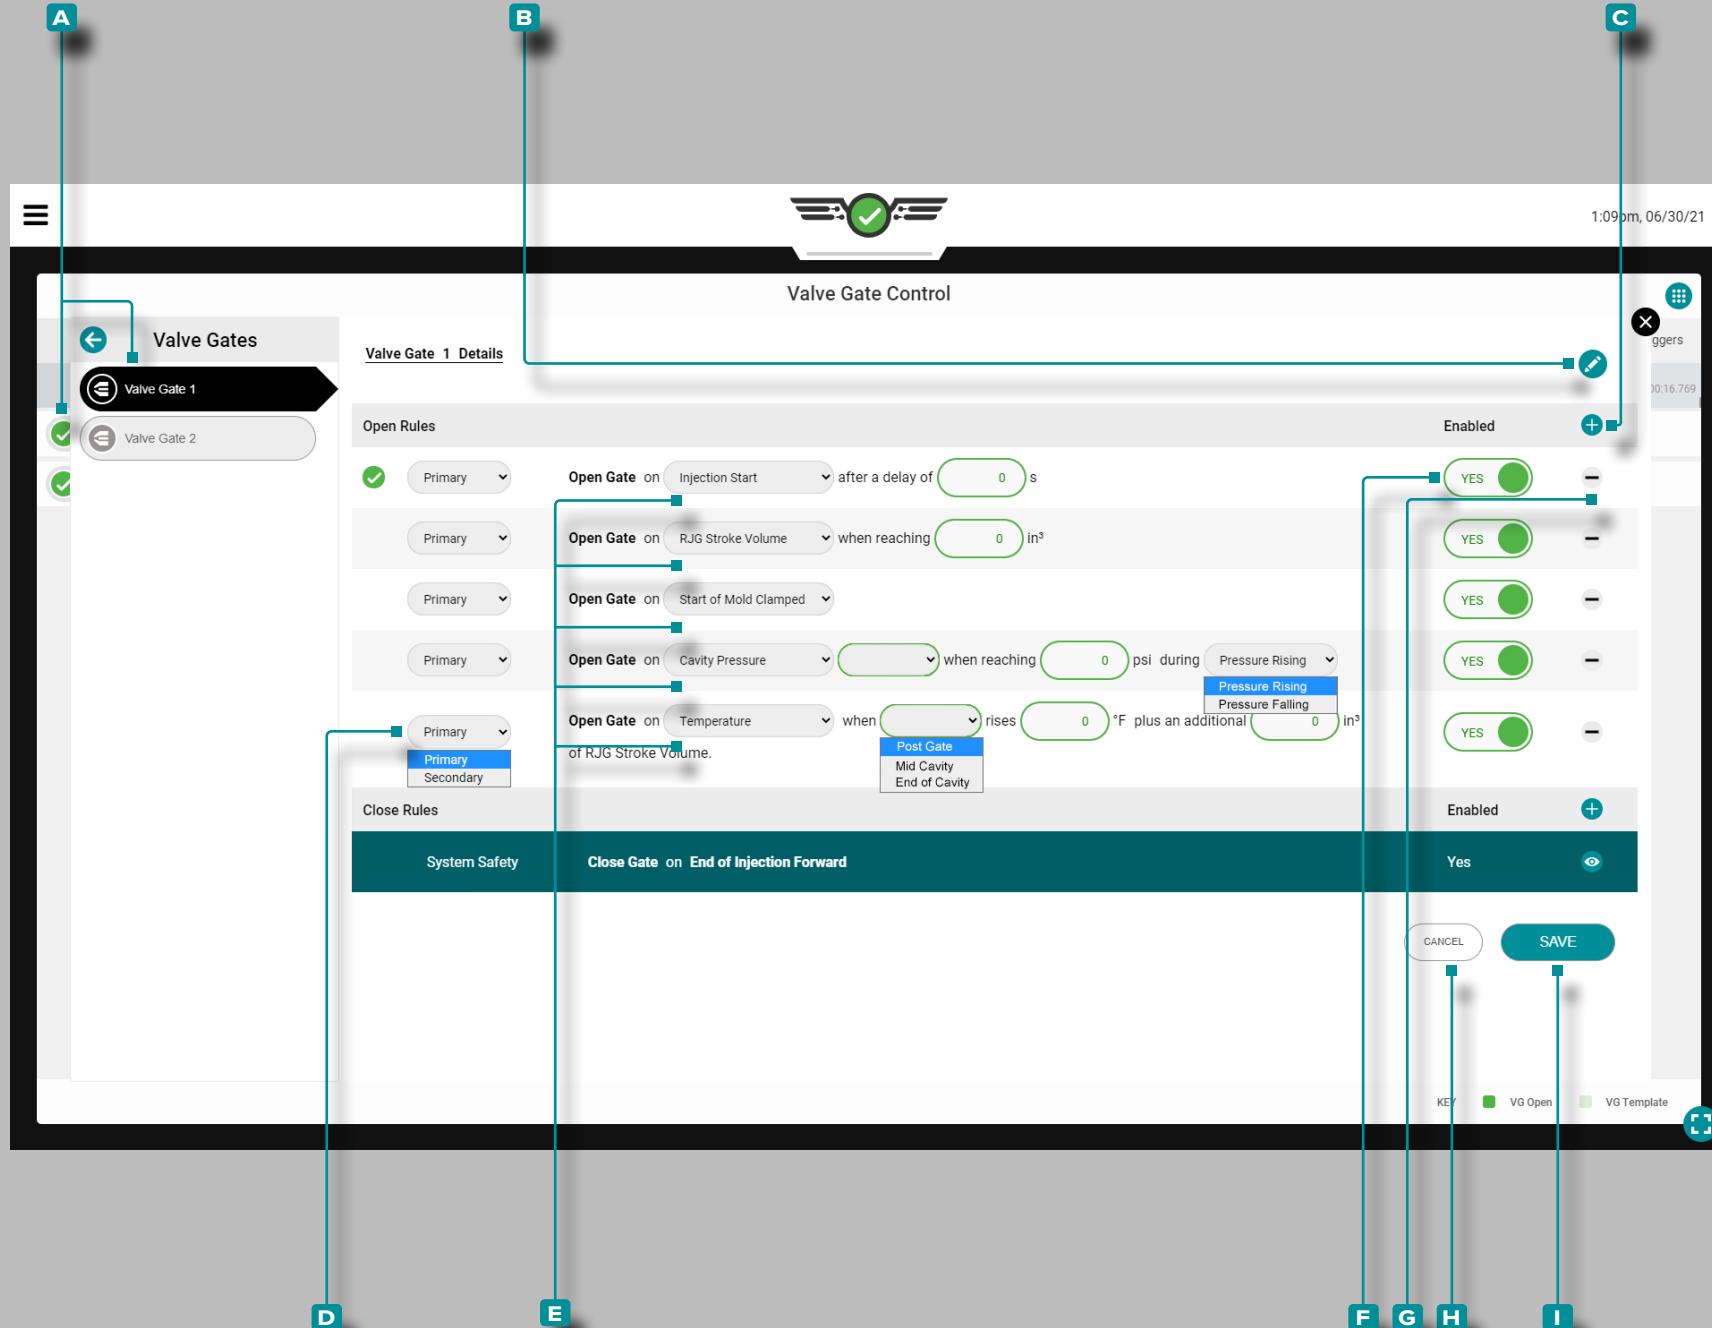 A B C
1:09pm, 06/30/21
Valve Gate Control
Valve Gates
ggers
Valve Gate 1 Details
Valve Gate 1
00:16.769
Valve Gate 2
Open Rules Enabled
Primary Open Gate on Injection Start after a delay of 0 s YES
Primary Open Gate on RJG Stroke Volume when reaching 0 in³ YES
Primary Open Gate on Start of Mold Clamped YES
Primary Open Gate on Cavity Pressure when reaching 0 psi during Pressure Rising YES
Pressure Rising
Pressure Falling
Primary Open Gate on Temperature when rises 0 °F plus an additional 0 in³ YES
of RJG Stroke Volume.
Primary
Secondary
Post Gate
Mid Cavity
End of Cavity
Close Rules Enabled
System Safety Close Gate on End of Injection Forward Yes
CANCEL SAVE
KEY VG Open VG Template
D E F G H I